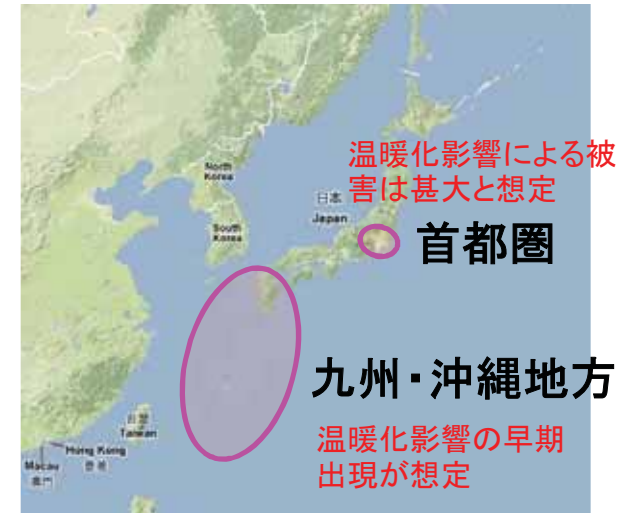 温暖化影響による被
害は甚大と想定
North
Korea
日本
Japan
South
Korea
首都圏
九州・沖縄地方
温暖化影響の早期
出現が想定
Taiwan
Hong Kong
香港
Macau